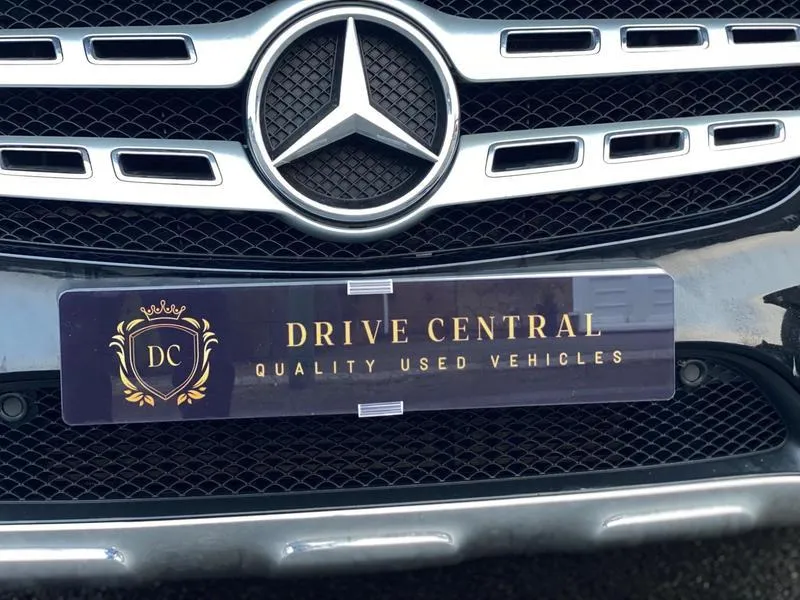 DC
DRIVE CENTRAL
QUALITY USED VEHICLES